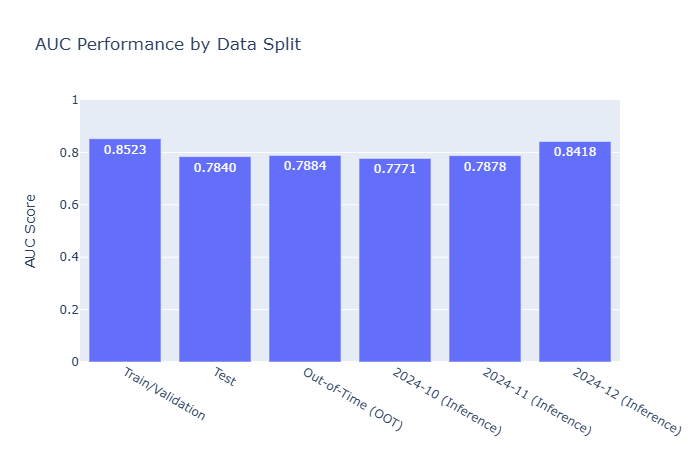 AUC Performance by Data Split
1
0.8
0.6
0.4
0.2
0
AUC Score
0.8523
0.7840
0.7884
0.7771
0.7878
0.8418
Train/Validation
Test
Out-of-Time (OOT)
2024-10 (Inference)
2024-11 (Inference)
2024-12 (Inference)